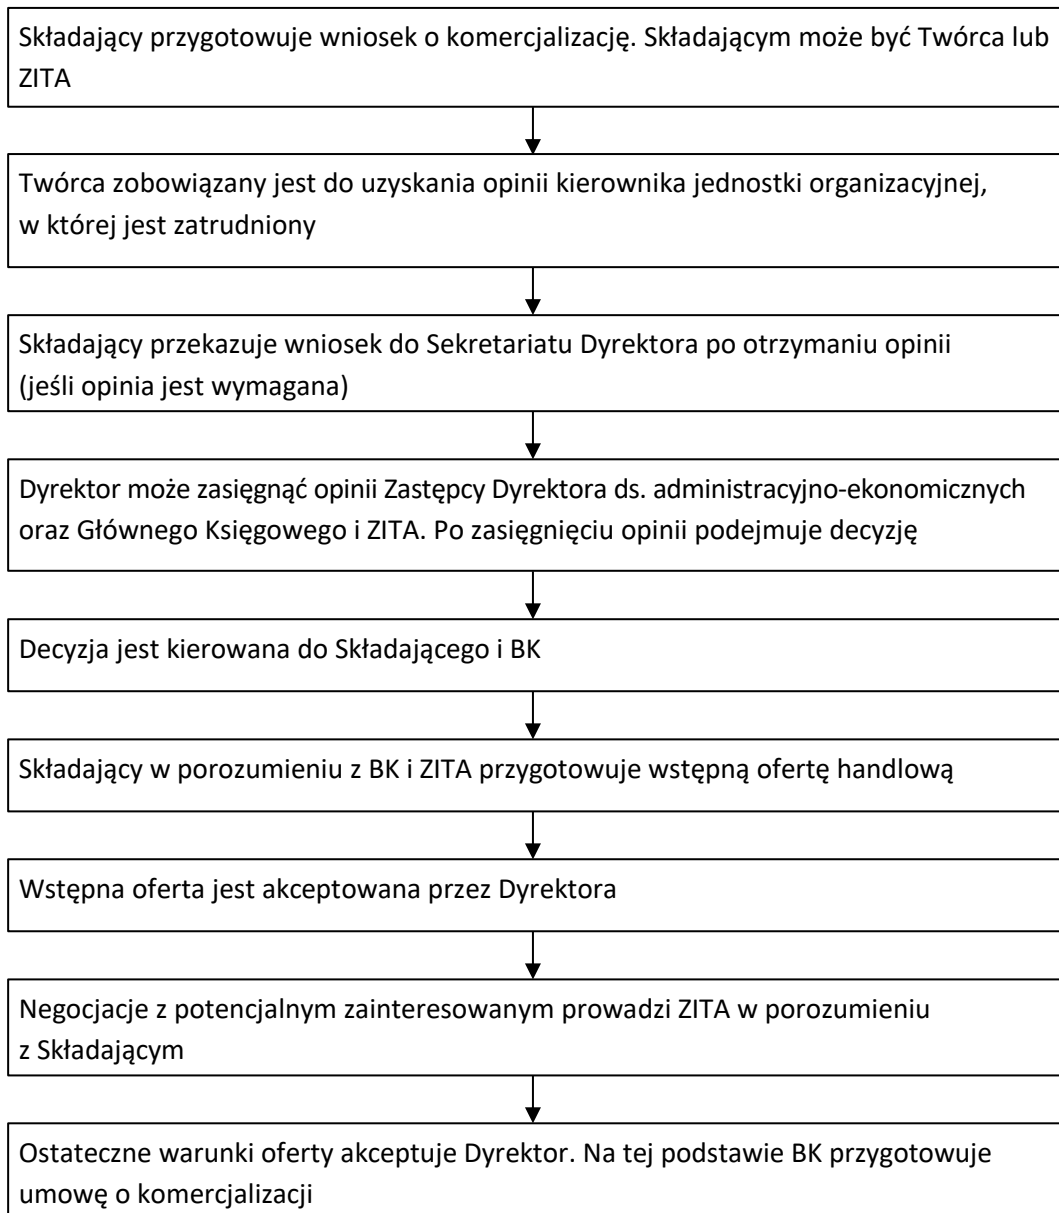 Składający przygotowuje wniosek o komercjalizację. Składającym może być Twórca lub
ZITA
Twórca zobowiązany jest do uzyskania opinii kierownika jednostki organizacyjnej,
w której jest zatrudniony
Składający przekazuje wniosek do Sekretariatu Dyrektora po otrzymaniu opinii
(jeśli opinia jest wymagana)
Dyrektor może zasięgnąć opinii Zastępcy Dyrektora ds. administracyjno-ekonomicznych
oraz Głównego Księgowego i ZITA. Po zasięgnięciu opinii podejmuje decyzję
Decyzja jest kierowana do Składającego i BK
Składający w porozumieniu z BK i ZITA przygotowuje wstępną ofertę handlową
Wstępna oferta jest akceptowana przez Dyrektora
Negocjacje z potencjalnym zainteresowanym prowadzi ZITA w porozumieniu
z Składającym
Ostateczne warunki oferty akceptuje Dyrektor. Na tej podstawie BK przygotowuje
umowę o komercjalizacji